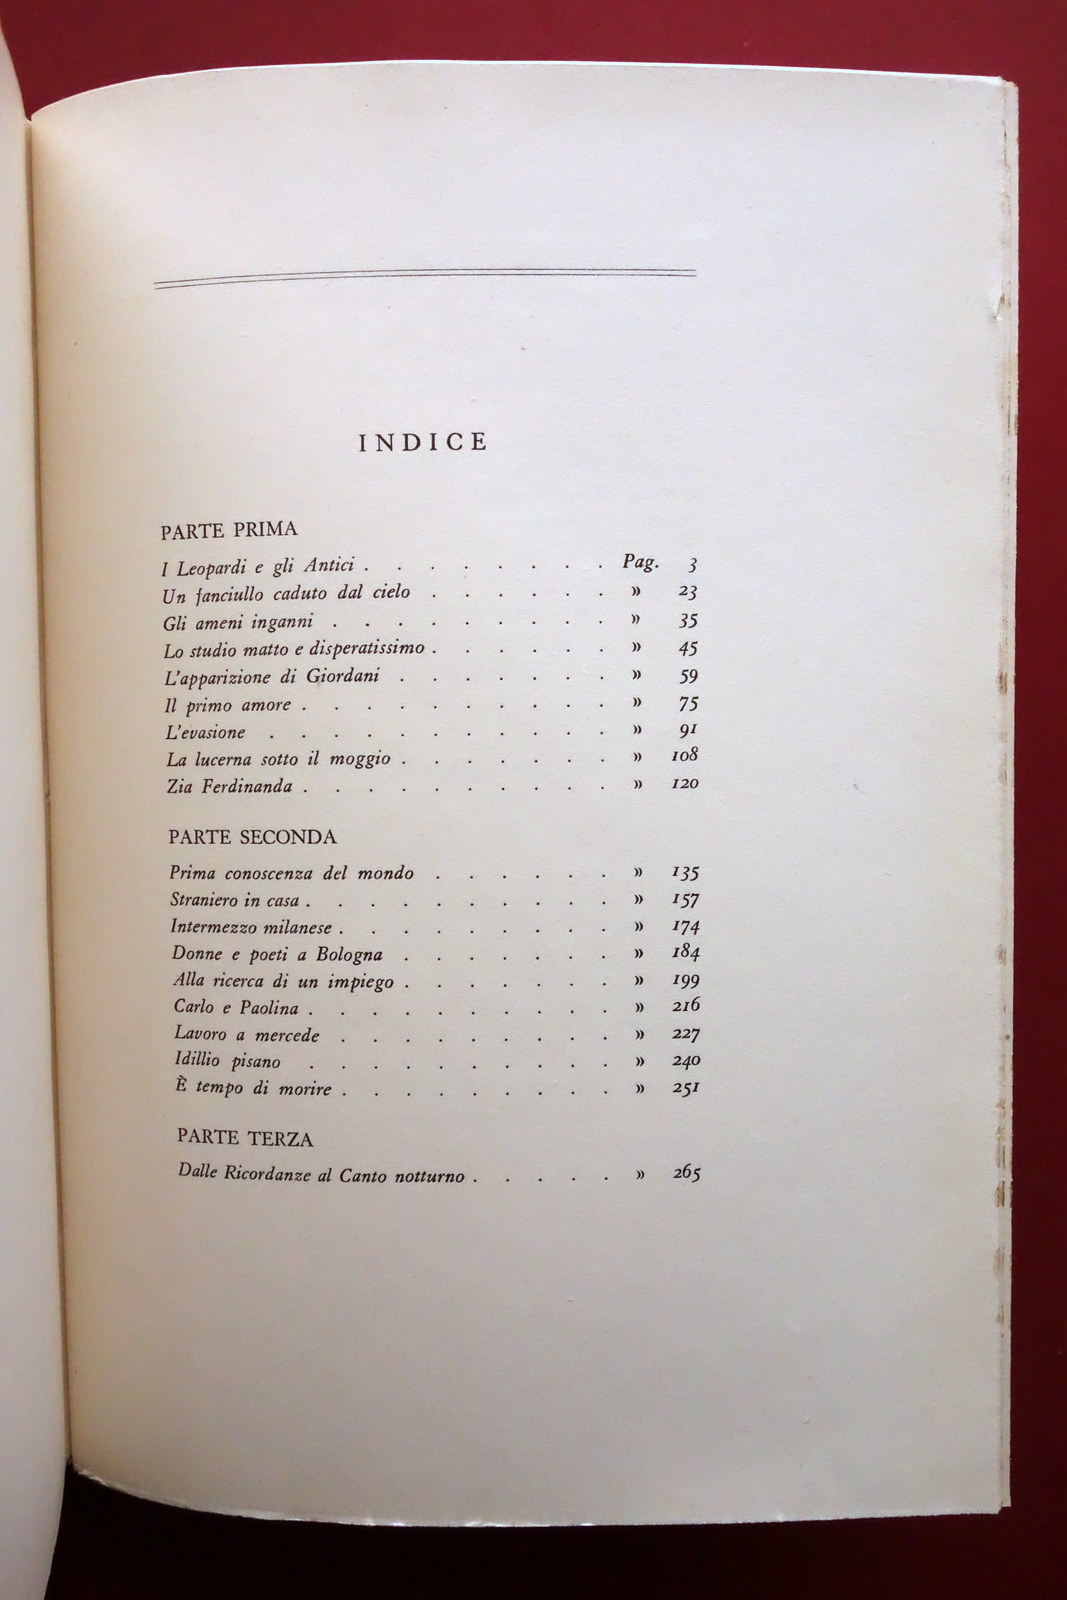 INDICE
PARTE PRIMA
I Leopardi e gli Antici . . . . . . . . Pag. 3
Un fanciullo caduto dal cielo . . . . . . » 23
Gli ameni inganni . . . . . . . . . » 35
Lo studio matto e disperatissimo . . . . . . » 45
L'apparizione di Giordani . . . . . . . » 59
Il primo amore . . . . . . . . . . » 75
L'evasione . . . . . . . . . . . » 91
La lucerna sotto il moggio . . . . . . . » 108
Zia Ferdinanda . . . . . . . . . . » 120
PARTE SECONDA
Prima conoscenza del mondo . . . . . . » 135
Straniero in casa . . . . . . . . . . » 157
Intermezzo milanese . . . . . . . . . » 174
Donne e poeti a Bologna . . . . . . . » 184
Alla ricerca di un impiego . . . . . . . » 199
Carlo e Paolina . . . . . . . . . . » 216
Lavoro a mercede . . . . . . . . . » 227
Idillio pisano . . . . . . . . . . » 240
È tempo di morire . . . . . . . . . » 251
PARTE TERZA
Dalle Ricordanze al Canto notturno . . . . . » 265